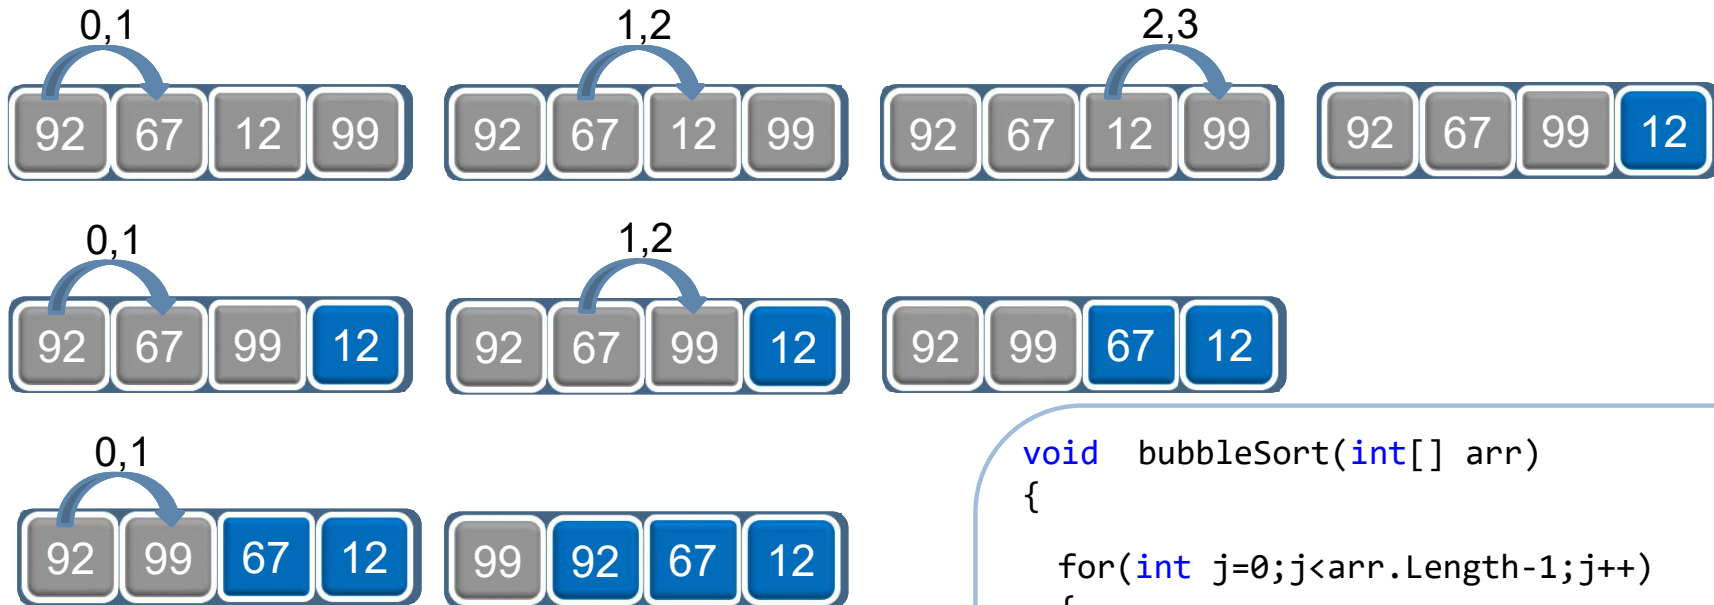 0,1 1,2 2,3
92 67 12 99 92 67 12 99 92 67 12 99 92 67 99 12
0,1 1,2
92 67 99 12 92 67 99 12 92 99 67 12
void bubbleSort(int[] arr)
{
0,1
for(int j=0;j<arr.Length-1;j++)
92 99 67 12 99 92 67 12
{